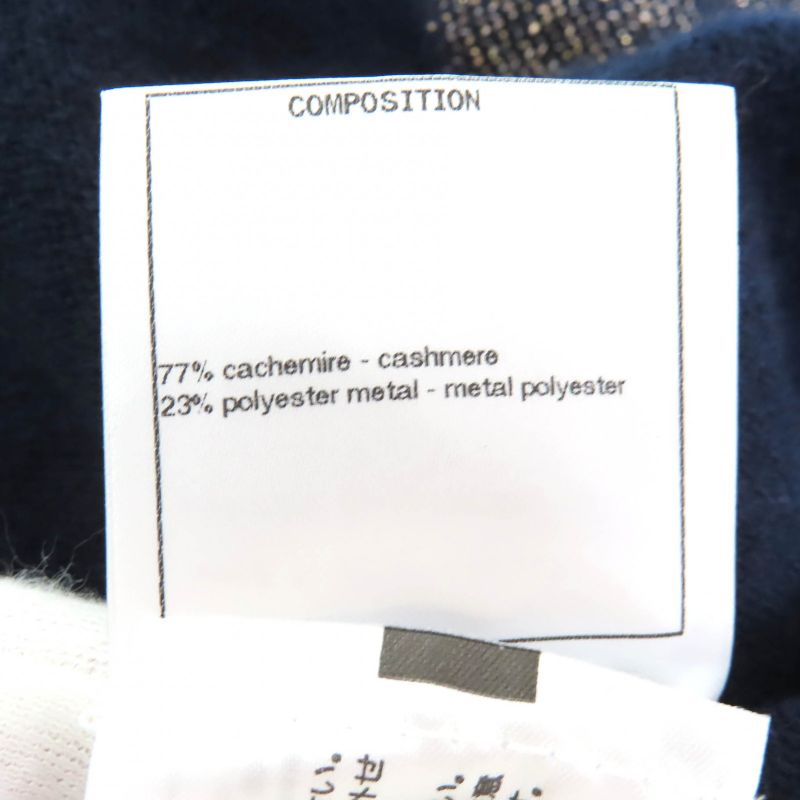 COMPOSITION
77% cachemire - cashmere
23% polyester metal - metal polyester